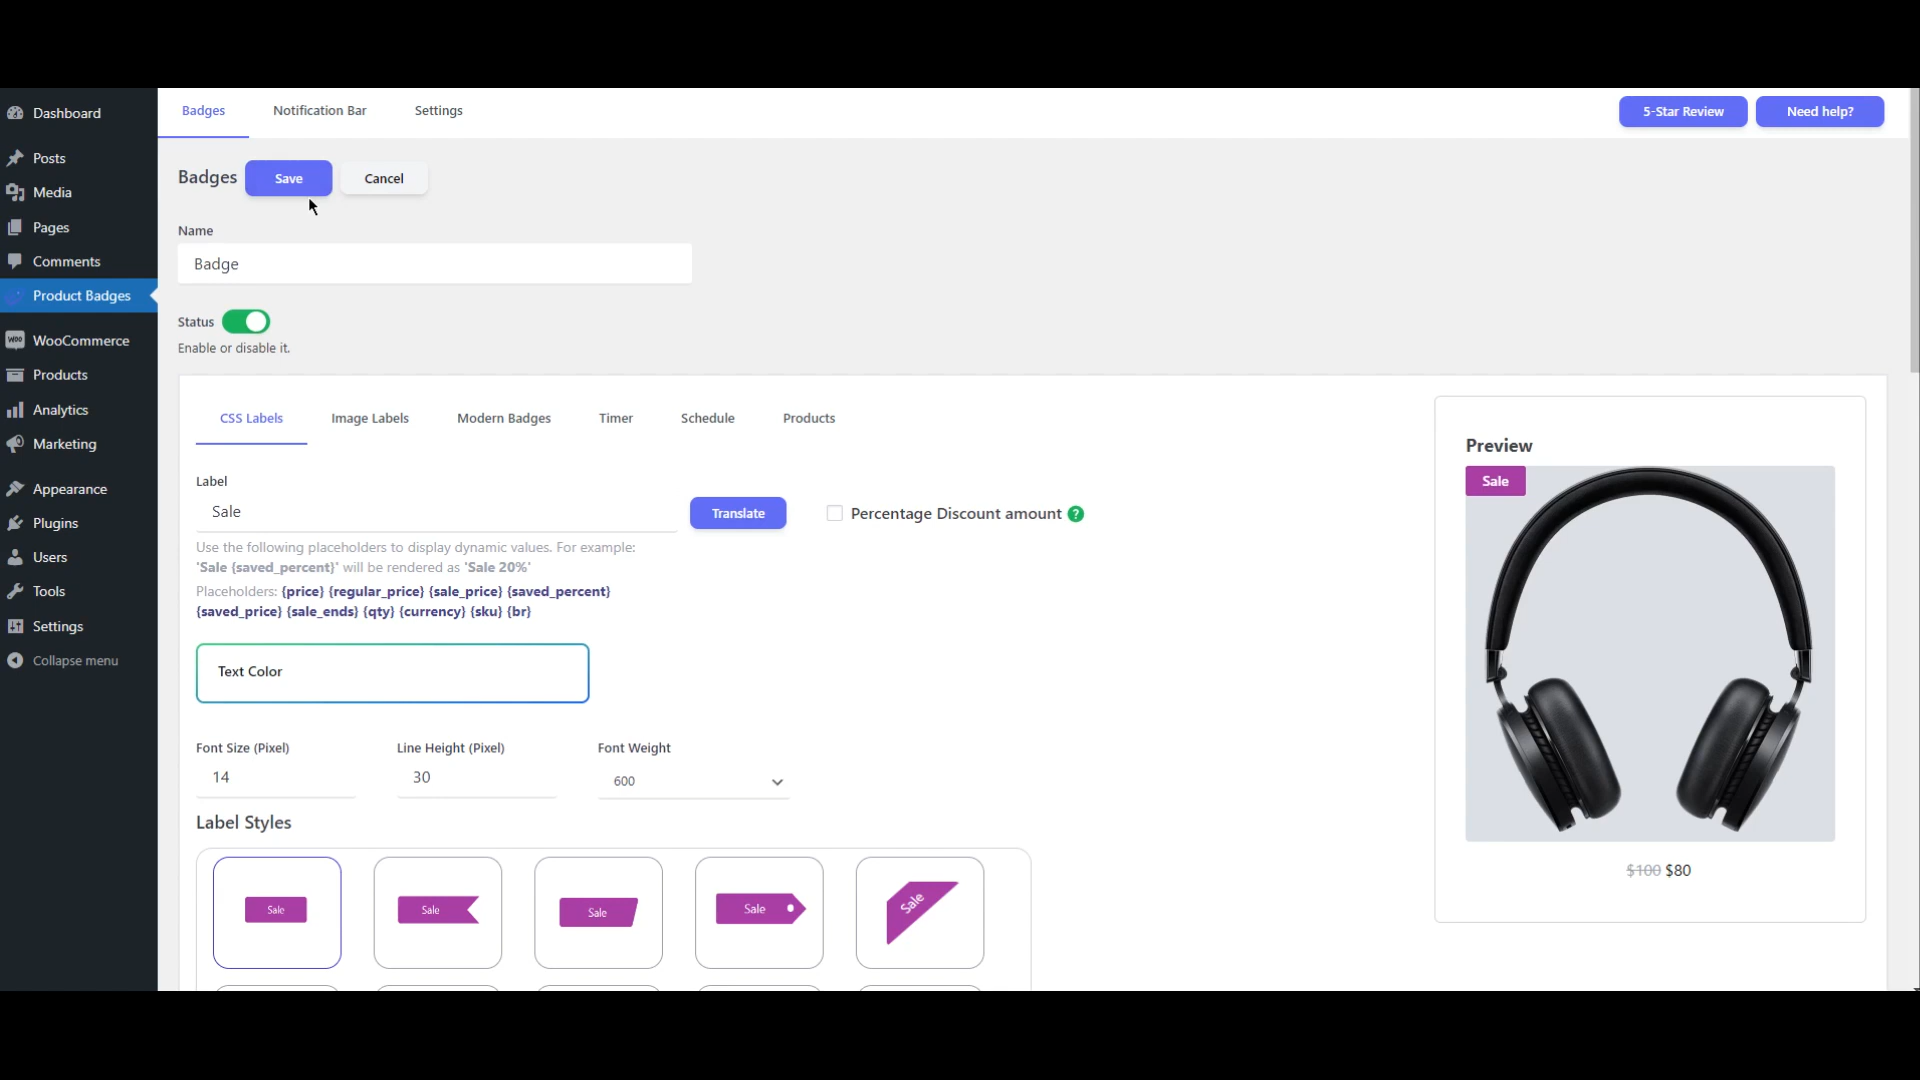 Dashboard
Posts
Media
Pages
Comments
Product Badges
WooCommerce
Products
Analytics
Marketing
Appearance
Plugins
Users
Tools
Settings
Collapse menu
Badges
Notification Bar
Settings
5-Star Review
Need help?
Badges
Save
Cancel
Name
Badge
Status
Enable or disable it.
CSS Labels
Image Labels
Modern Badges
Timer
Schedule
Products
Label
Sale
Translate
Percentage Discount amount ?
Use the following placeholders to display dynamic values. For example:
'Sale {saved_percent}' will be rendered as 'Sale 20%'
Placeholders: {price} {regular_price} {sale_price} {saved_percent}
{saved_price} {sale_ends} {qty} {currency} {sku} {br}
Text Color
Font Size (Pixel)
14
Line Height (Pixel)
30
Font Weight
600
Label Styles
Sale
Sale
Sale
Sale
Sale
Preview
Sale
$100 $80